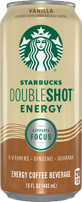 VANILLA
STARBUCKS
DOUBLESHOT
ENERGY
SUPPORTS
FOCUS
B-VITAMINS • GINSENG • GUARANA
ENERGY COFFEE BEVERAGE
15 FL OZ (443 mL)